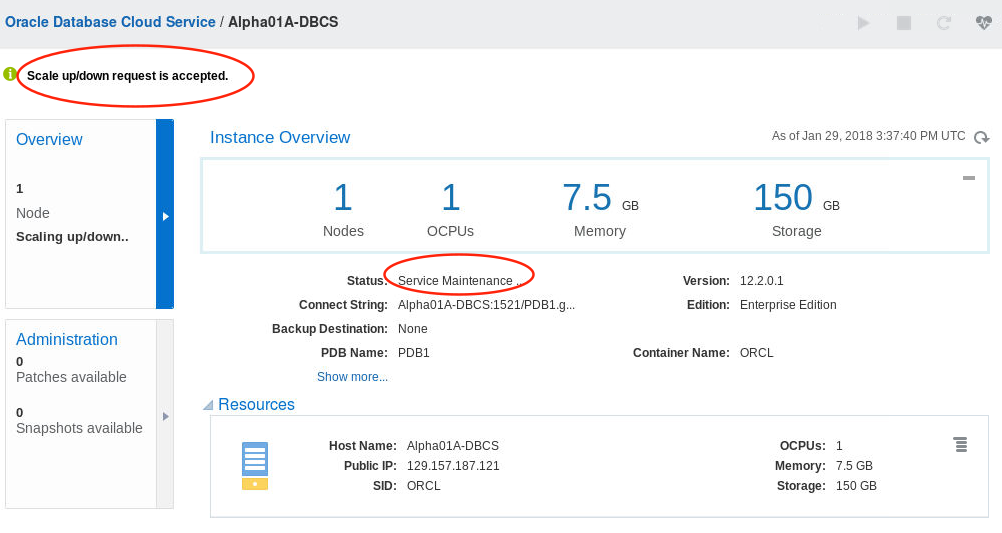 Oracle Database Cloud Service / Alpha01A-DBCS
Scale up/down request is accepted.
Overview
1
Node
Scaling up/down..
Administration
0
Patches available
0
Snapshots available
Instance Overview
As of Jan 29, 2018 3:37:40 PM UTC
1 1 7.5 GB 150 GB
Nodes OCPUs Memory Storage
Status: Service Maintenance .. Version: 12.2.0.1
Connect String: Alpha01A-DBCS:1521/PDB1.g... Edition: Enterprise Edition
Backup Destination: None
PDB Name: PDB1 Container Name: ORCL
Show more...
Resources
Host Name: Alpha01A-DBCS OCPUs: 1
Public IP: 129.157.187.121 Memory: 7.5 GB
SID: ORCL Storage: 150 GB